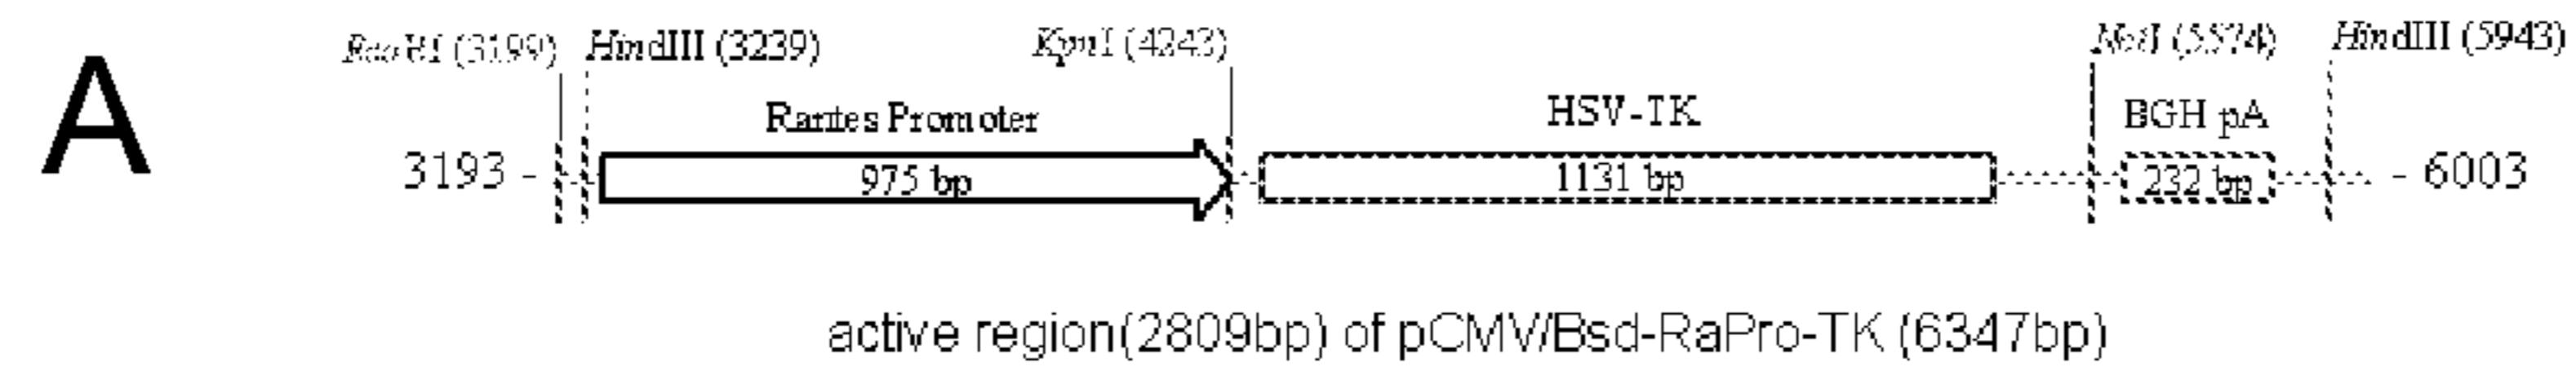 A
EcoRI (3199) HindIII (3239) KpnI (4243) NotI (5574) HindIII (5943)
Rantes Promoter HSV-TK BGH pA
3193 - 975 bp 1131 bp 232 bp - 6003
active region(2809bp) of pCMV/Bsd-RaPro-TK (6347bp)